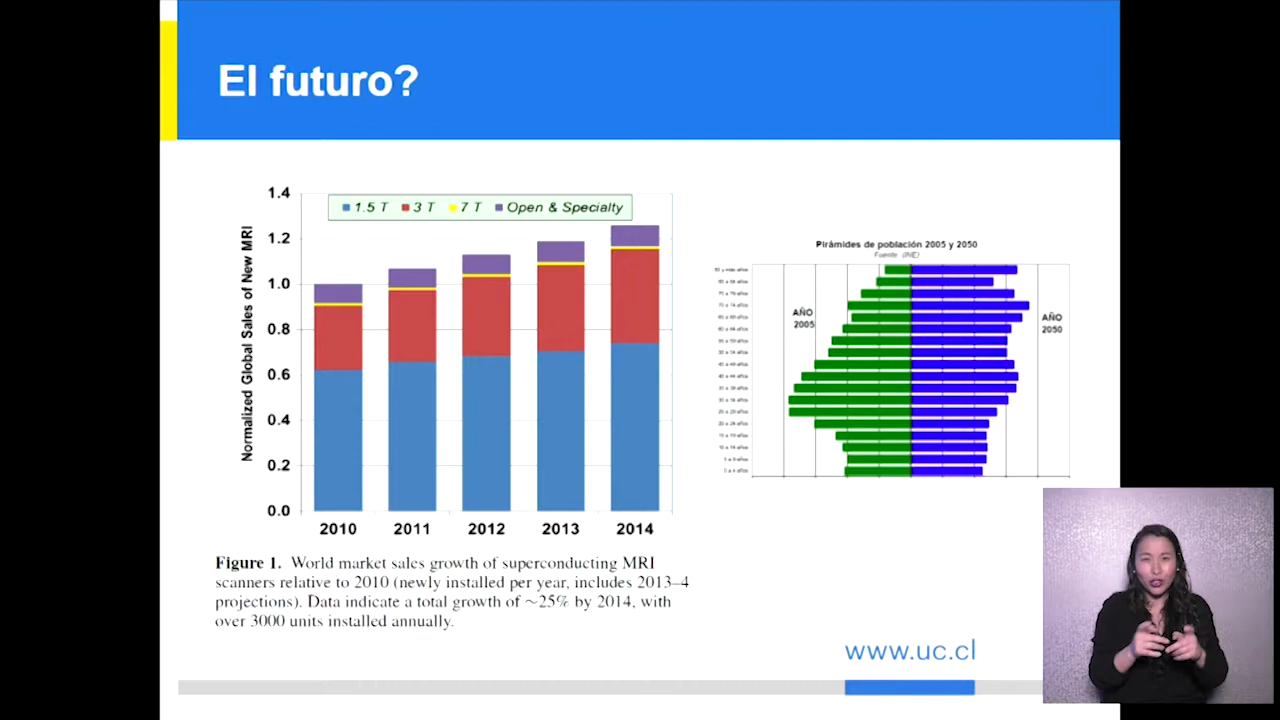 El futuro?
1.5 T 3 T 7 T Open & Specialty
Normalized Global Sales of New MRI
1.4
1.2
1.0
0.8
0.6
0.4
0.2
0.0
2010 2011 2012 2013 2014
Figure 1. World market sales growth of superconducting MRI
scanners relative to 2010 (newly installed per year, includes 2013–4
projections). Data indicate a total growth of ~25% by 2014, with
over 3000 units installed annually.
Pirámides de población 2005 y 2050
Fuente (INE)
AÑO
2005
AÑO
2050
www.uc.cl